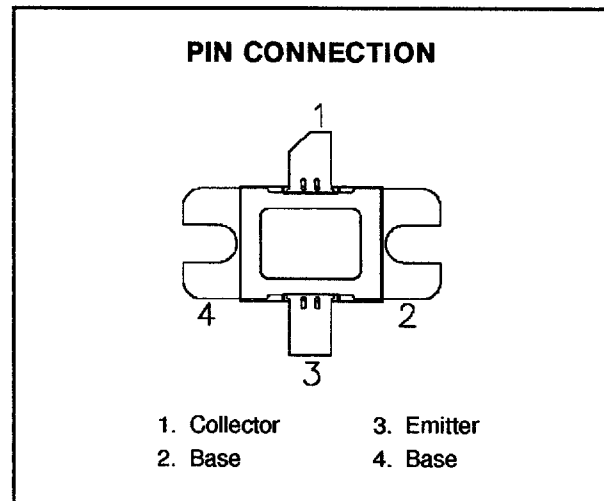 PIN CONNECTION
1
4
2
3
1. Collector
3. Emitter
2. Base
4. Base